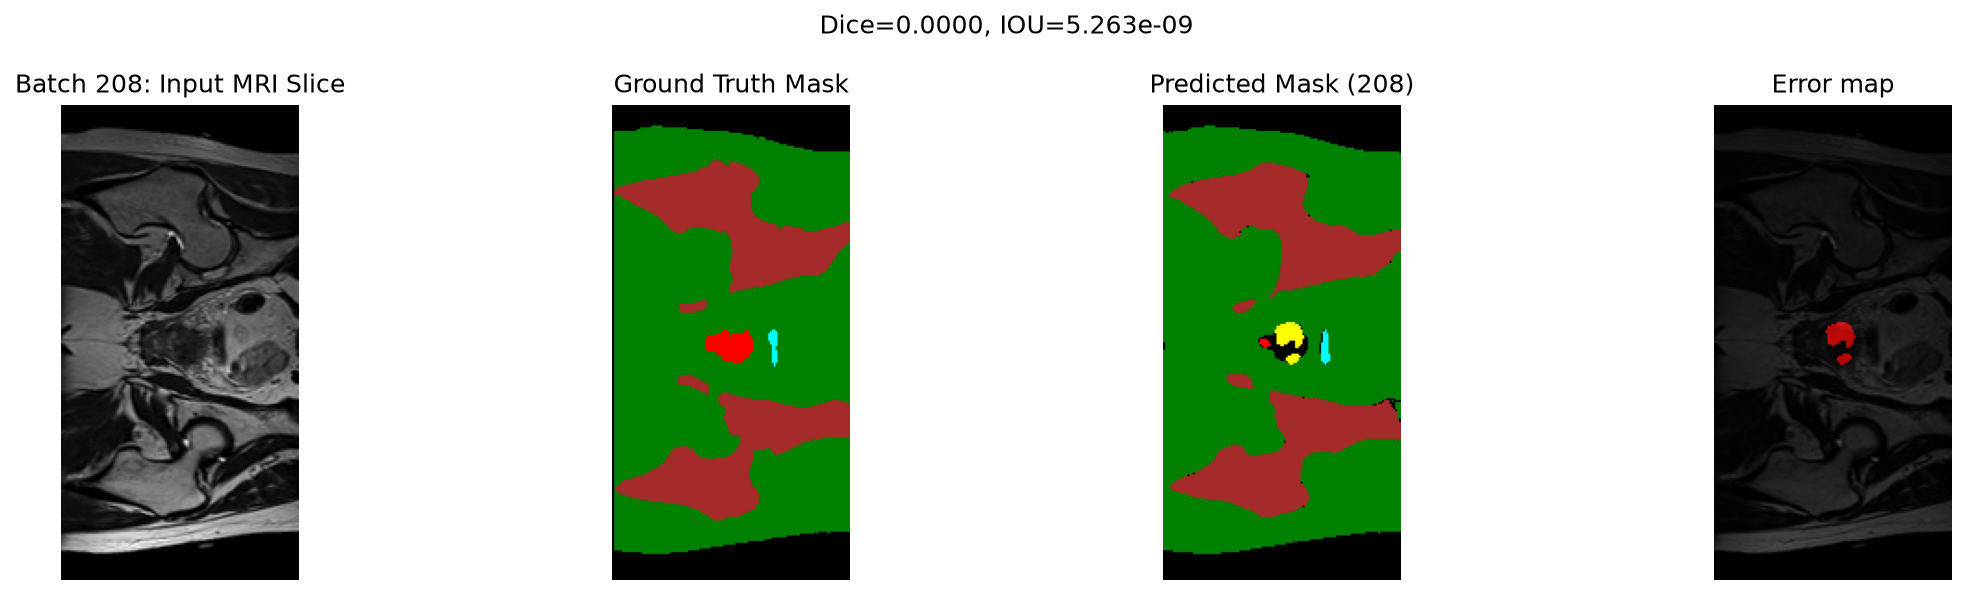 Dice=0.0000, IOU=5.263e-09
Batch 208: Input MRI Slice
Ground Truth Mask
Predicted Mask (208)
Error map